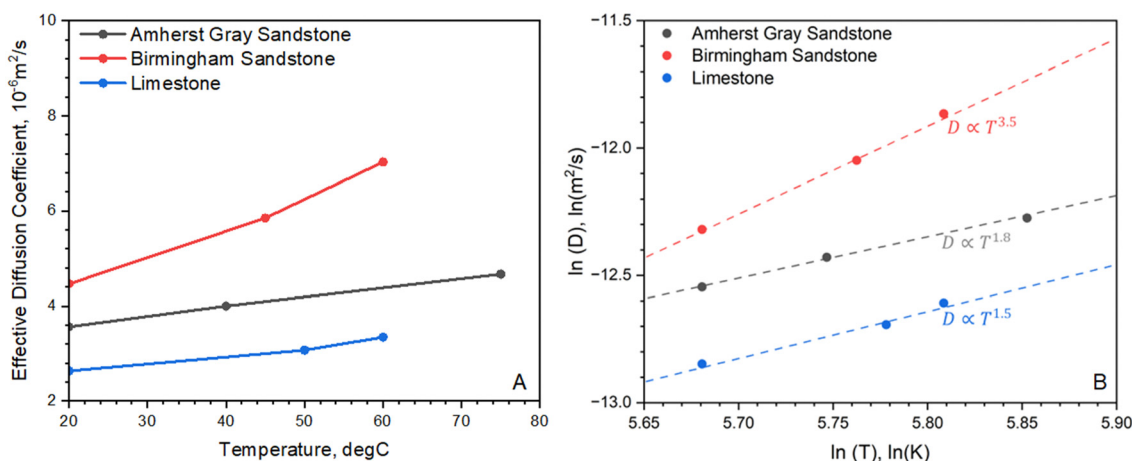 Effective Diffusion Coefficient, 10⁻⁶m²/s
10
8
6
4
2
Amherst Gray Sandstone
Birmingham Sandstone
Limestone
A
20
30
40
50
60
70
80
Temperature, degC
ln (D), ln(m²/s)
−11.5
−12.0
−12.5
−13.0
Amherst Gray Sandstone
Birmingham Sandstone
Limestone
D ∝ T³·⁵
D ∝ T¹·⁸
D ∝ T¹·⁵
B
5.65
5.70
5.75
5.80
5.85
5.90
ln (T), ln(K)